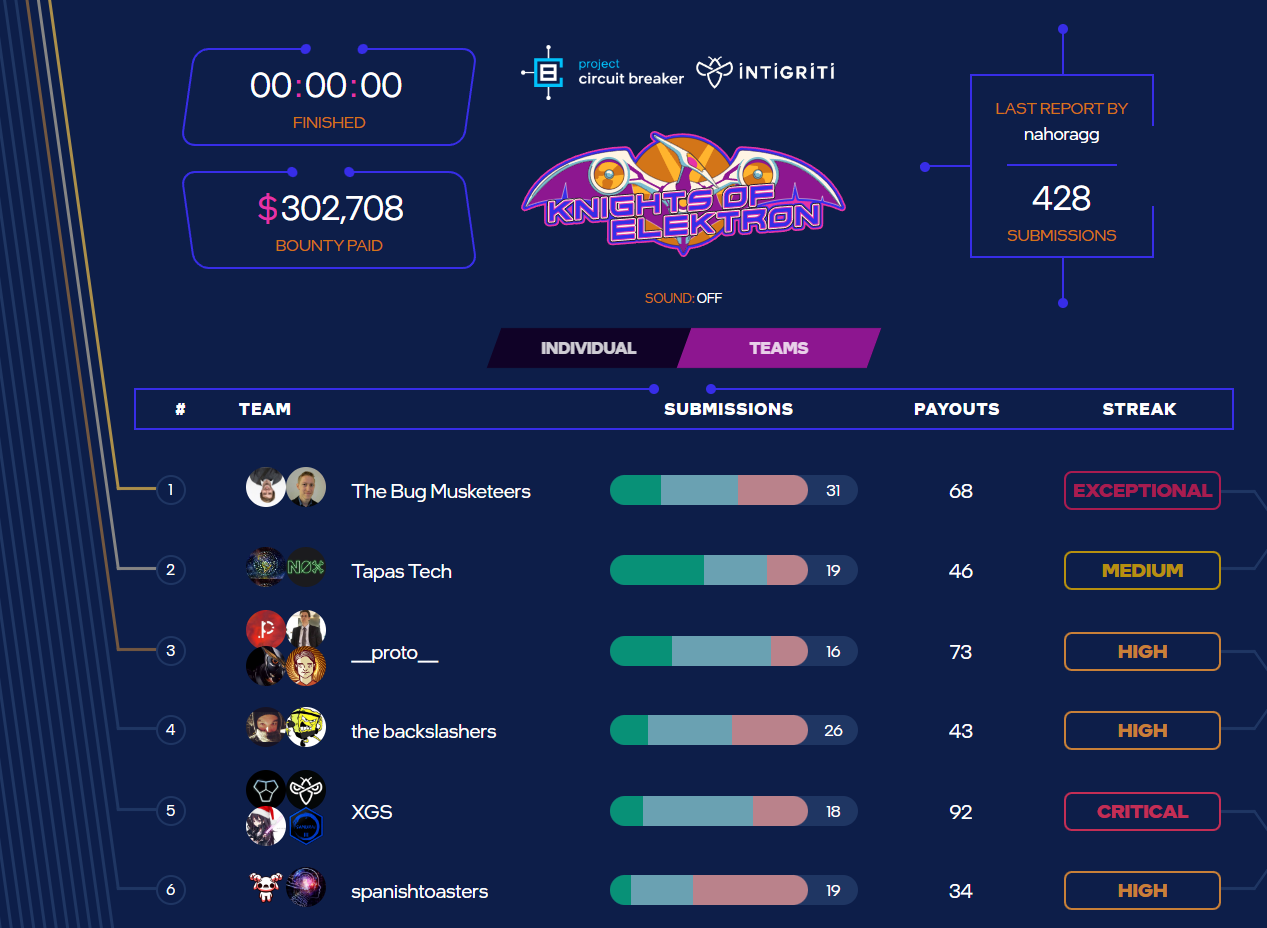 00:00:00
FINISHED
$302,708
BOUNTY PAID
project
circuit breaker
INTIGRITI
KNIGHTS OF
ELEKTRON
LAST REPORT BY
nahoragg
428
SUBMISSIONS
SOUND: OFF
INDIVIDUAL TEAMS
# TEAM SUBMISSIONS PAYOUTS STREAK
1 The Bug Musketeers 31 68 EXCEPTIONAL
2 NØX Tapas Tech 19 46 MEDIUM
3 __proto__ 16 73 HIGH
4 the backslashers 26 43 HIGH
5 XGS 18 92 CRITICAL
6 spanishtoasters 19 34 HIGH